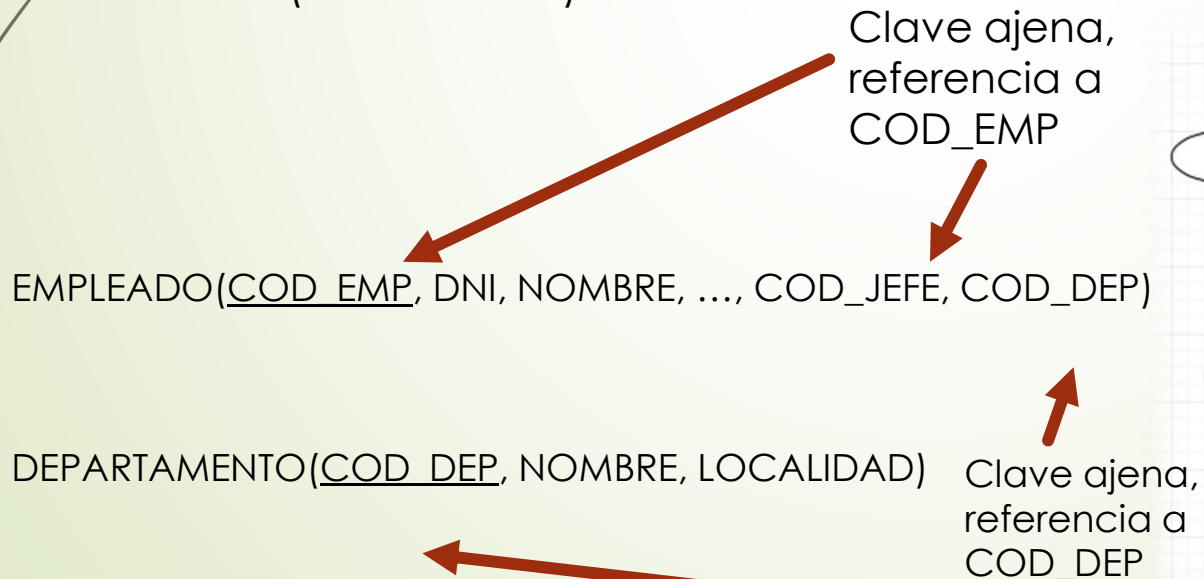 Clave ajena,
referencia a
COD_EMP
EMPLEADO(COD_EMP, DNI, NOMBRE, …, COD_JEFE, COD_DEP)
DEPARTAMENTO(COD_DEP, NOMBRE, LOCALIDAD)
Clave ajena,
referencia a
COD_DEP